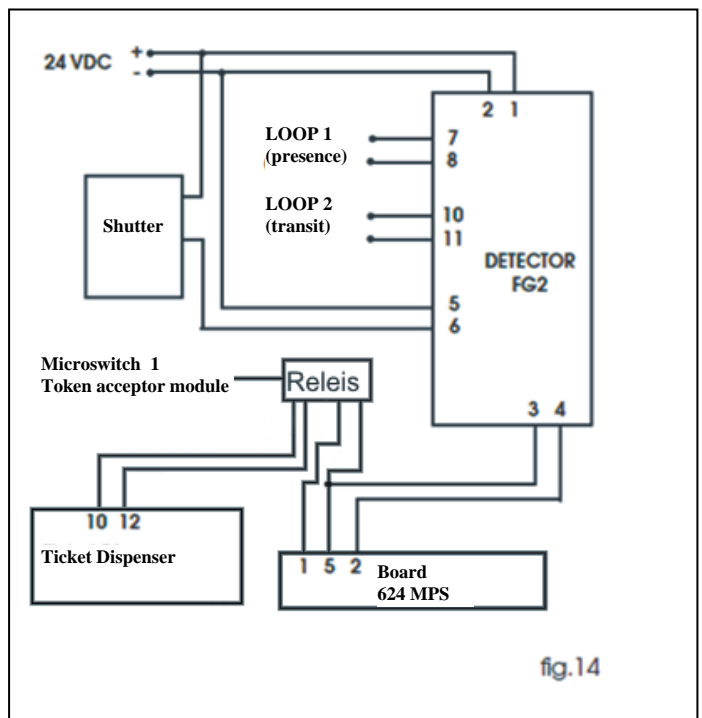 24 VDC
+
-
2 1
LOOP 1
(presence)
7
8
LOOP 2
(transit)
10
11
Shutter
DETECTOR
FG2
5
6
Microswitch 1
Token acceptor module
Releis
3 4
10 12
Ticket Dispenser
1 5 2
Board
624 MPS
fig.14